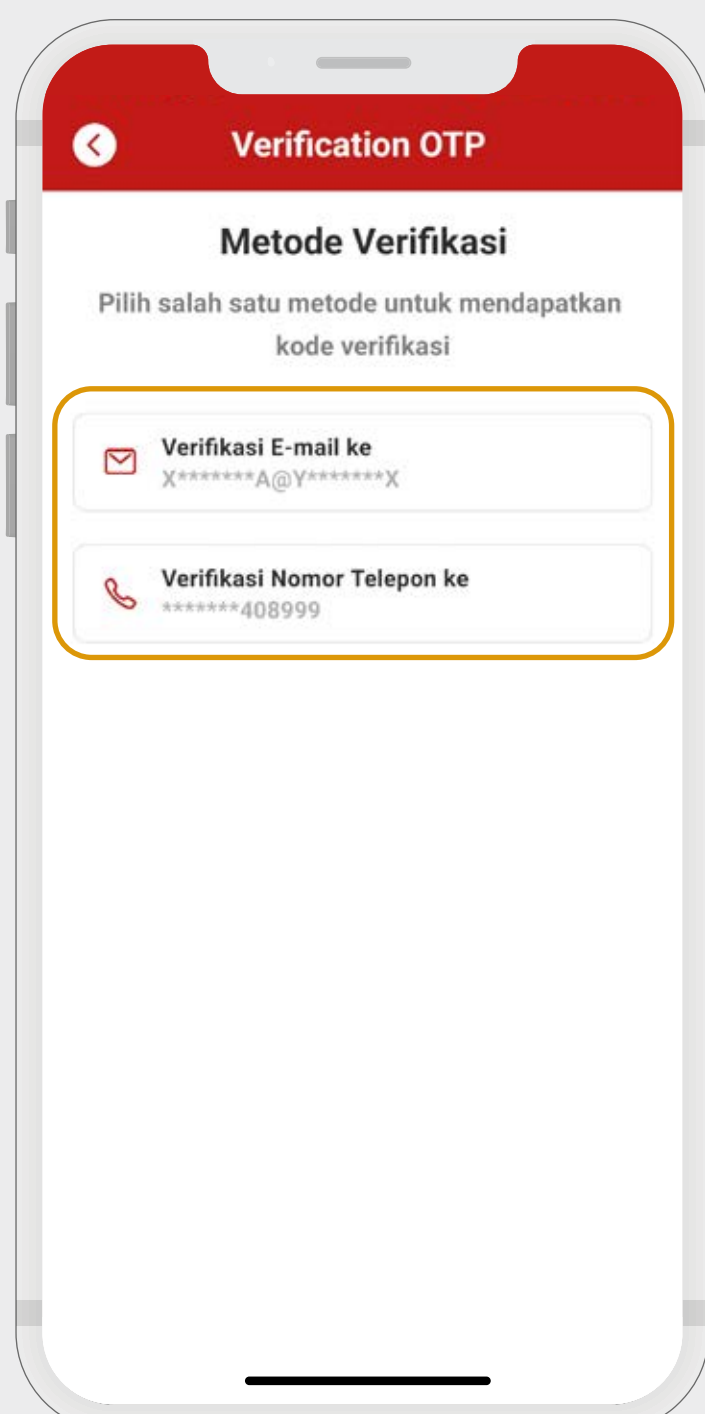 Verification OTP
Metode Verifikasi
Pilih salah satu metode untuk mendapatkan
kode verifikasi
Verifikasi E-mail ke
X*******A@Y*******X
Verifikasi Nomor Telepon ke
*******408999